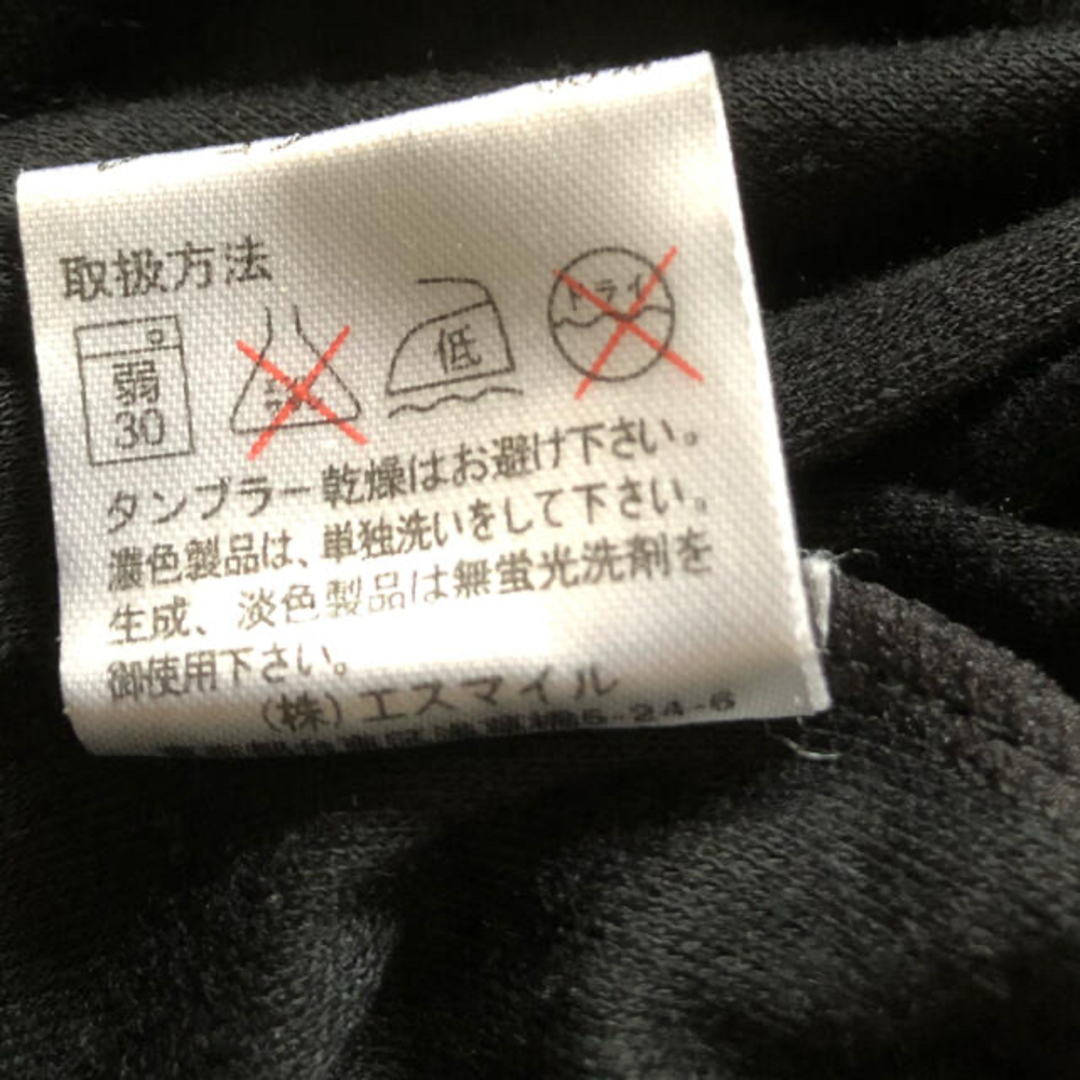 取扱方法
弱
30
低
ドライ
タンブラー乾燥はお避け下さい。
濃色製品は、単独洗いをして下さい。
生成、淡色製品は無蛍光洗剤を
御使用下さい。
(株)エスマイル
5-24-6